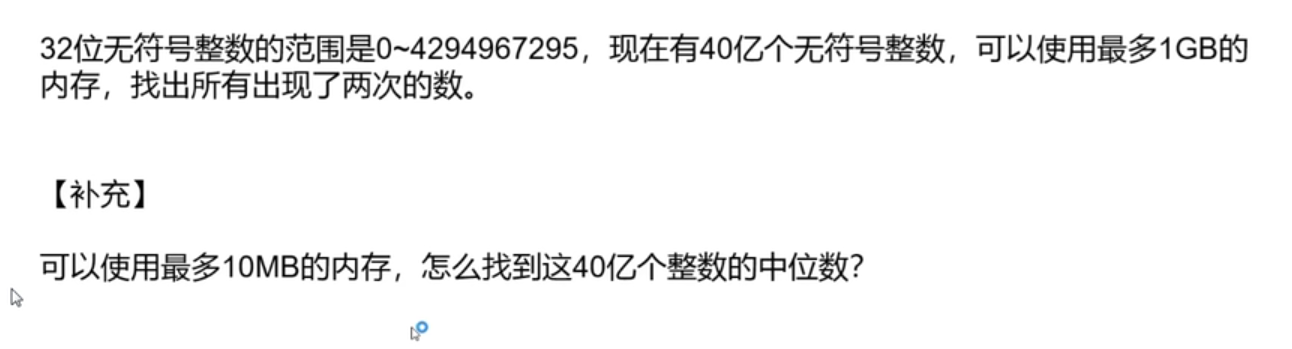 32位无符号整数的范围是0~4294967295，现在有40亿个无符号整数，可以使用最多1GB的
内存，找出所有出现了两次的数。
【补充】
可以使用最多10MB的内存，怎么找到这40亿个整数的中位数？